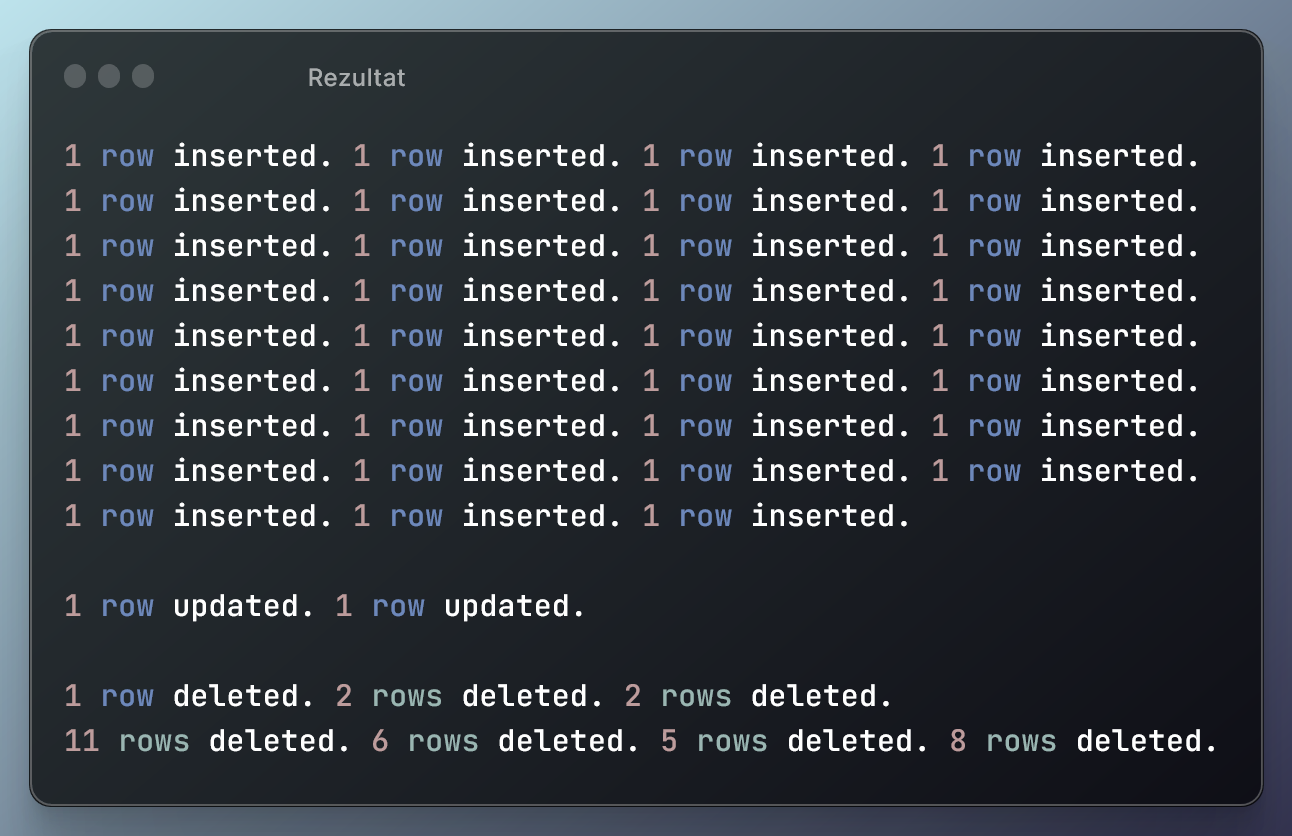 Rezultat
1 row inserted. 1 row inserted. 1 row inserted. 1 row inserted.
1 row inserted. 1 row inserted. 1 row inserted. 1 row inserted.
1 row inserted. 1 row inserted. 1 row inserted. 1 row inserted.
1 row inserted. 1 row inserted. 1 row inserted. 1 row inserted.
1 row inserted. 1 row inserted. 1 row inserted. 1 row inserted.
1 row inserted. 1 row inserted. 1 row inserted. 1 row inserted.
1 row inserted. 1 row inserted. 1 row inserted. 1 row inserted.
1 row inserted. 1 row inserted. 1 row inserted. 1 row inserted.
1 row inserted. 1 row inserted. 1 row inserted.
1 row updated. 1 row updated.
1 row deleted. 2 rows deleted. 2 rows deleted.
11 rows deleted. 6 rows deleted. 5 rows deleted. 8 rows deleted.